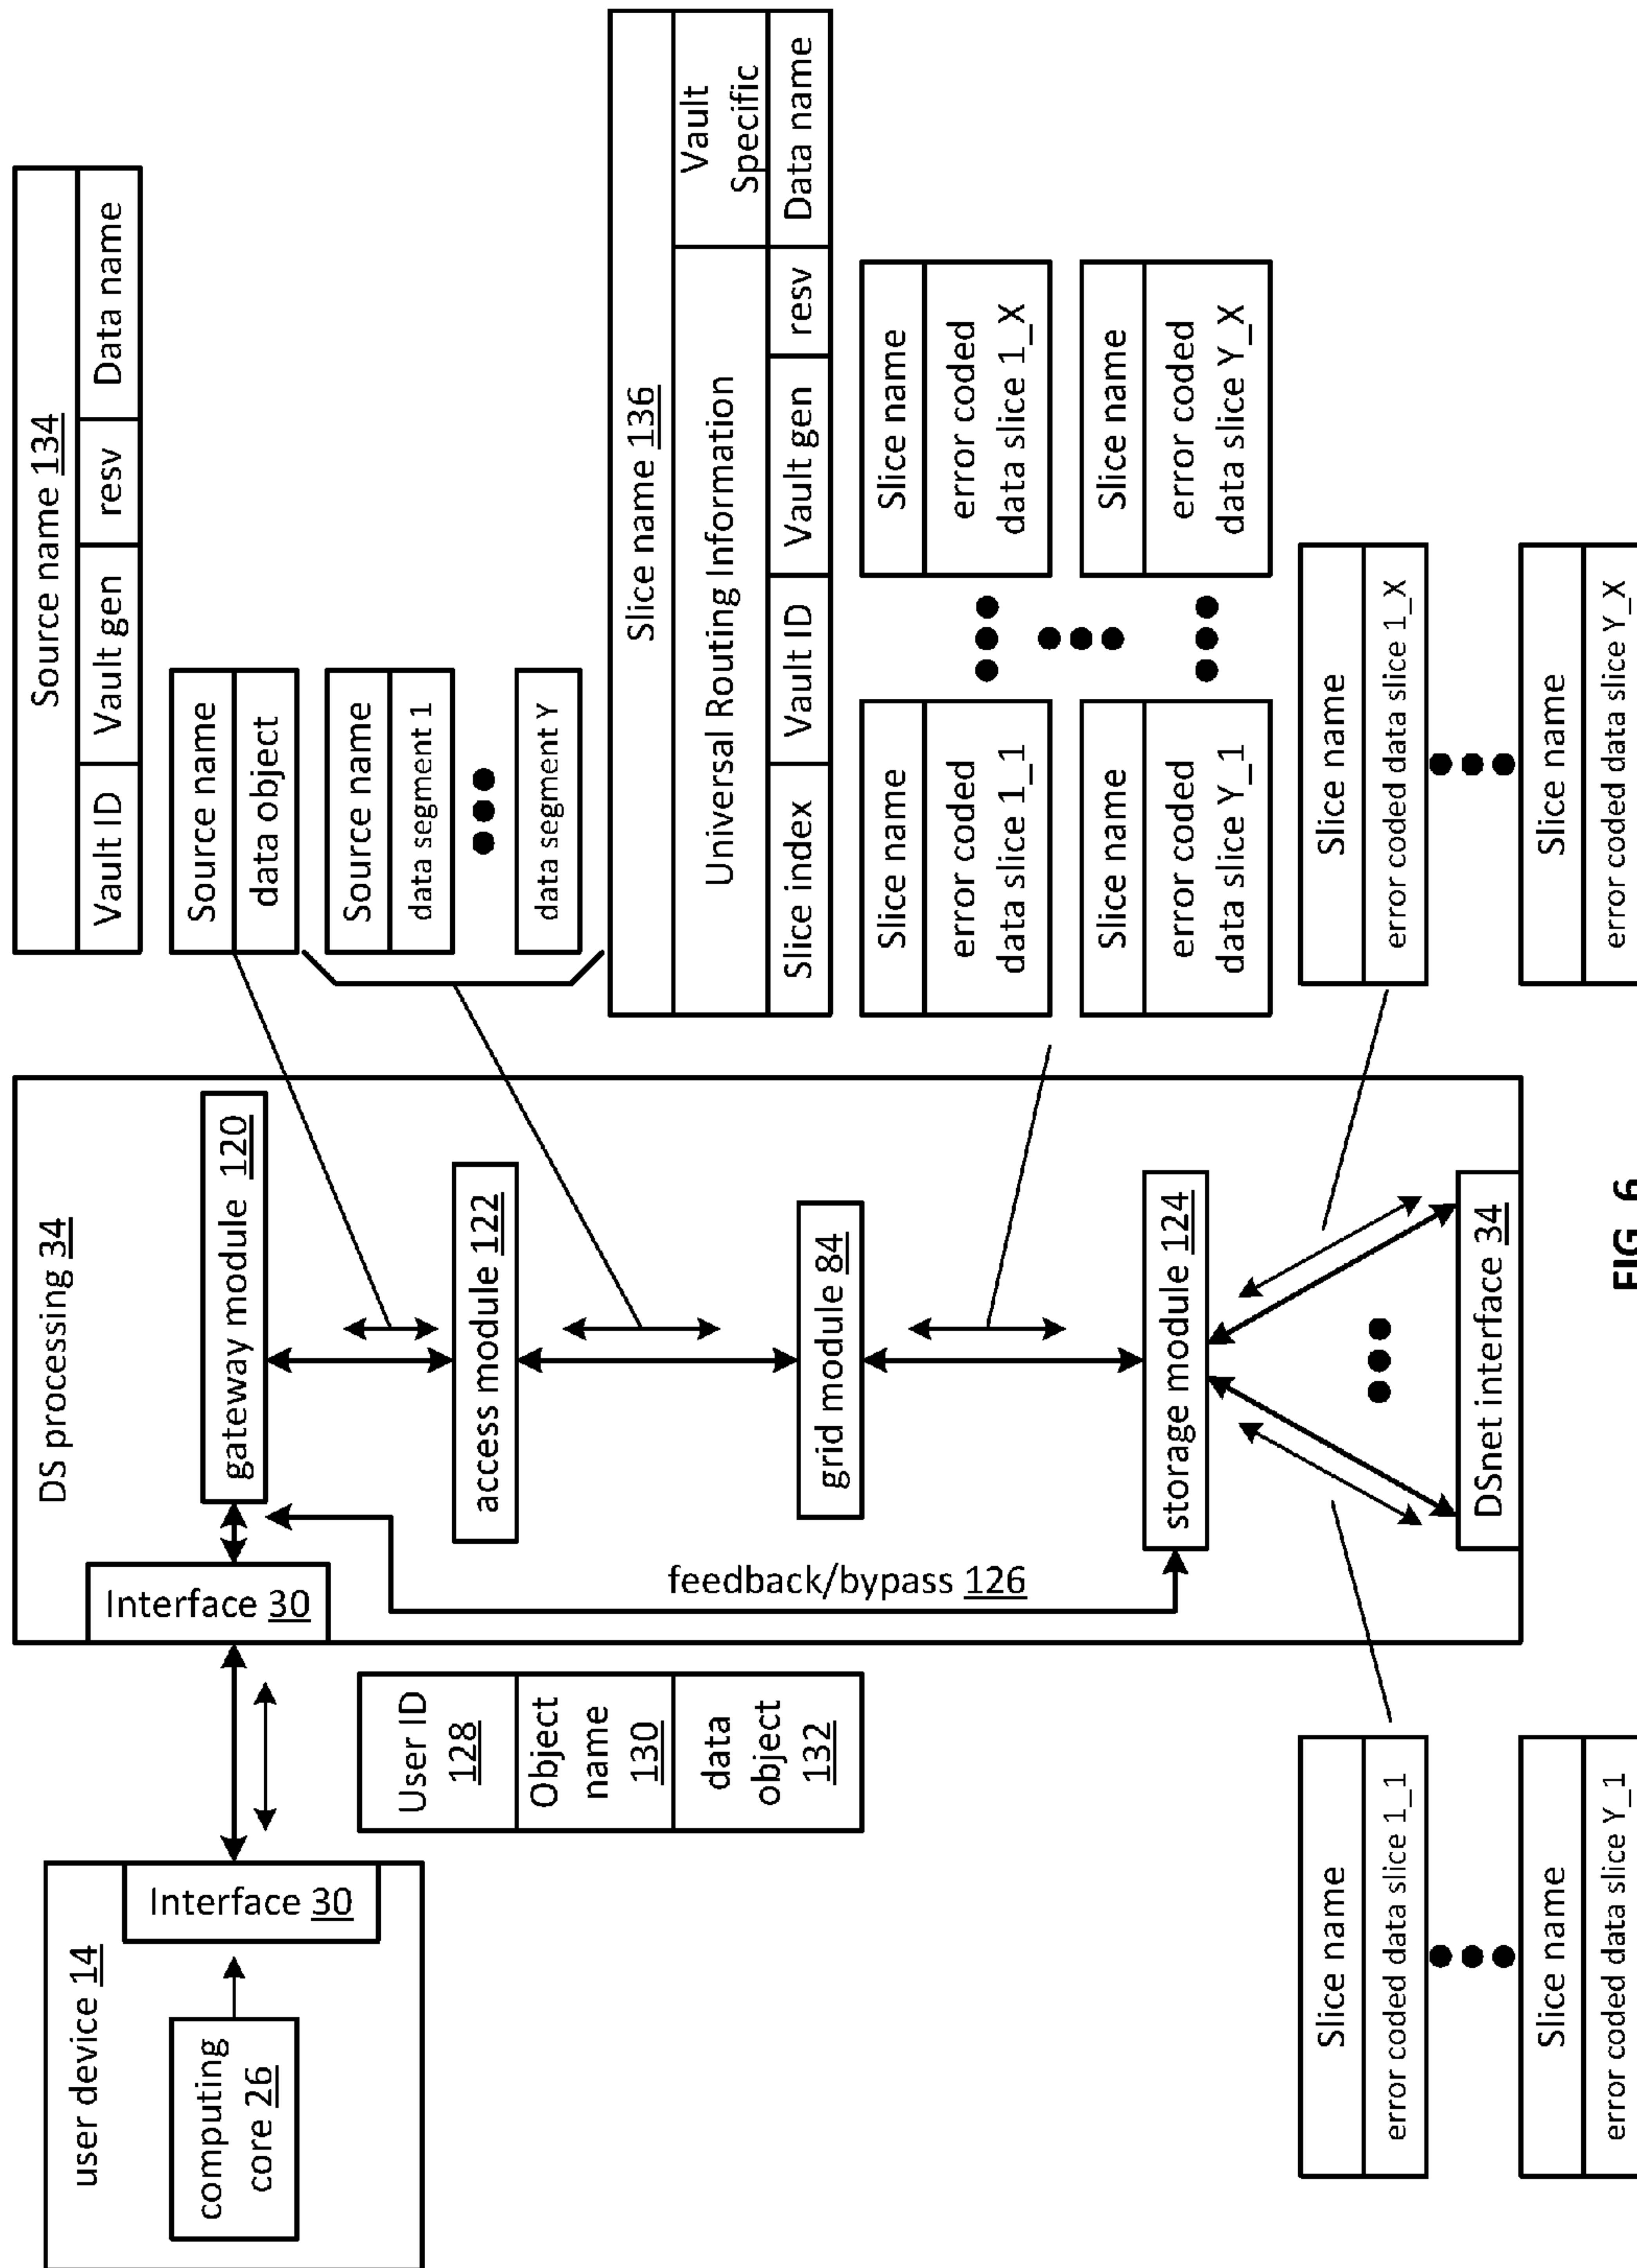 user device 14
computing
core 26
Interface 30
User ID
128
Object
name
130
data
object
132
DS processing 34
Interface 30
gateway module 120
access module 122
grid module 84
storage module 124
DSnet interface 34
feedback/bypass 126
Source name 134
Vault ID
Vault gen
resv
Data name
Source name
data object
Source name
data segment 1
data segment Y
Slice name 136
Universal Routing Information
Vault
Specific
Slice index
Vault ID
Vault gen
resv
Data name
Slice name
error coded
data slice 1_1
Slice name
error coded
data slice 1_X
Slice name
error coded
data slice Y_1
Slice name
error coded
data slice Y_X
Slice name
error coded data slice 1_1
Slice name
error coded data slice Y_1
Slice name
error coded data slice 1_X
Slice name
error coded data slice Y_X
FIG. 6